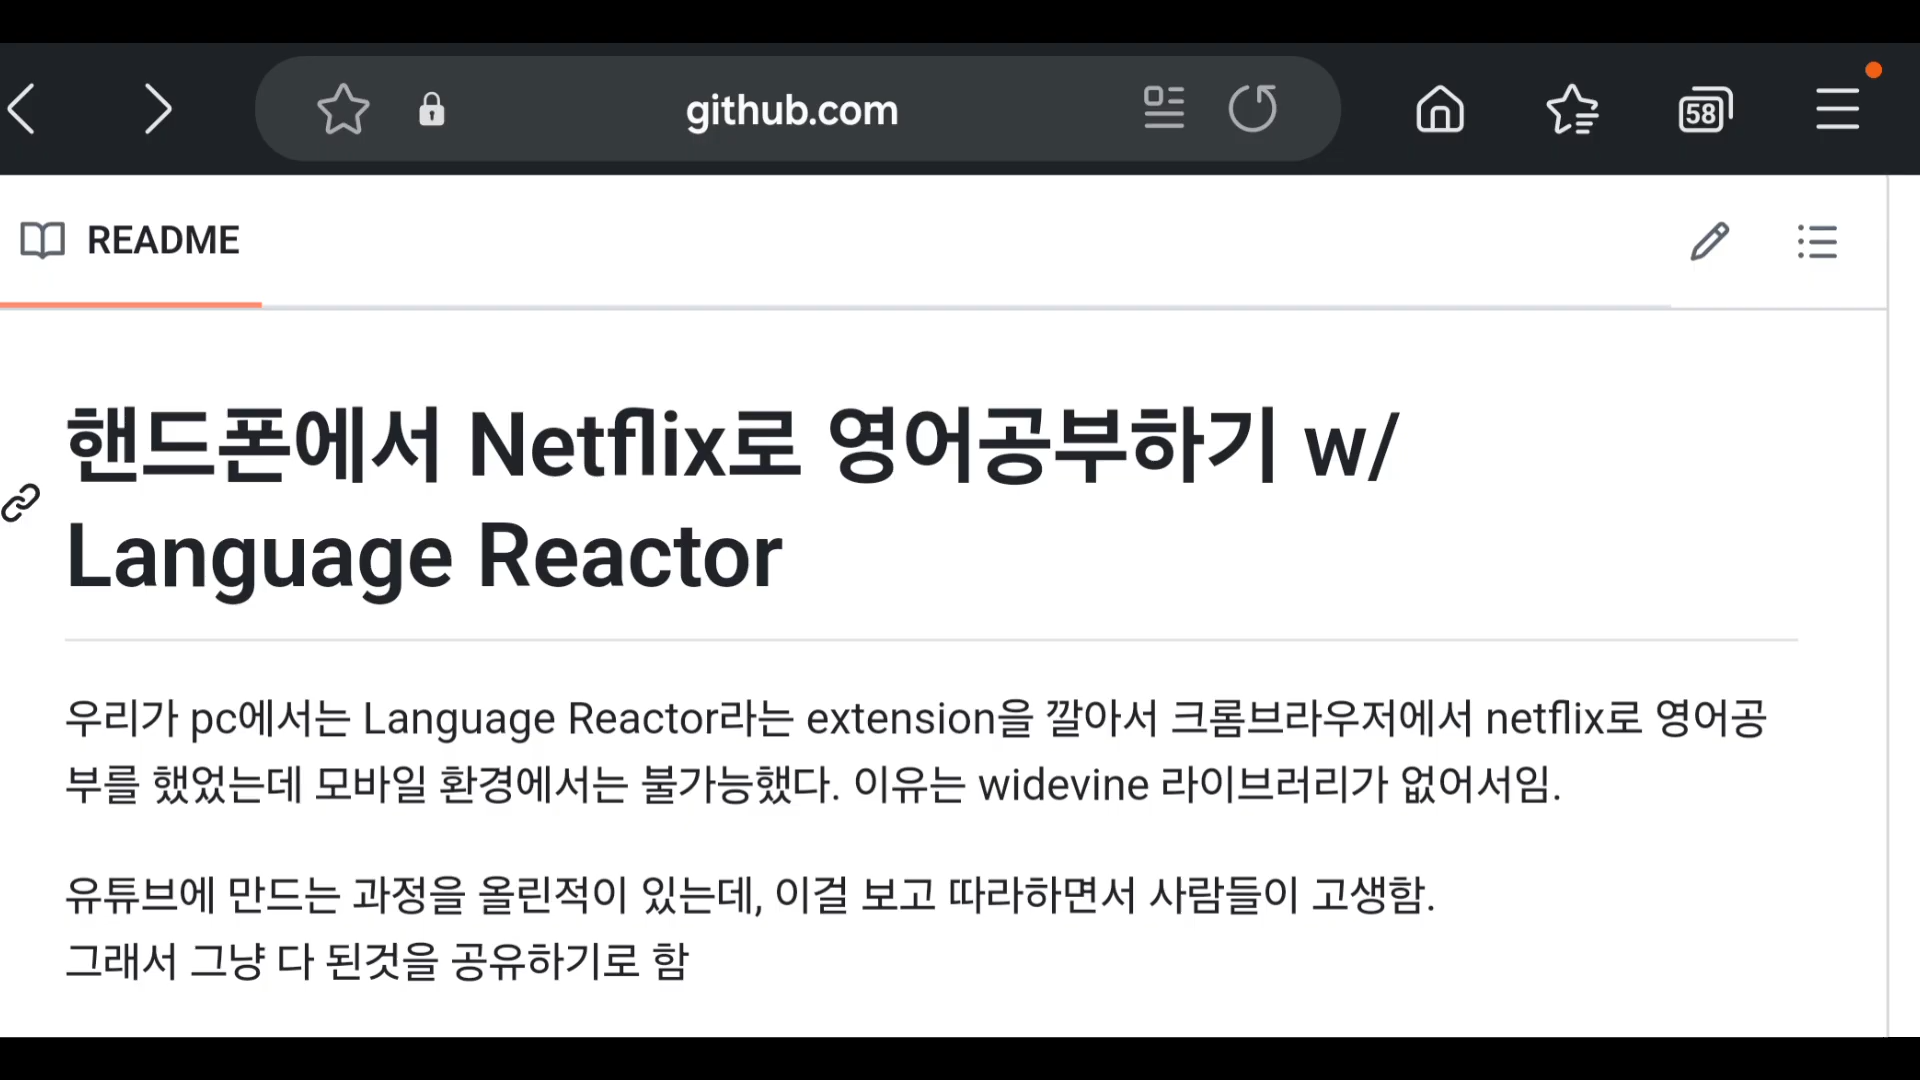 github.com
58
README
핸드폰에서 Netflix로 영어공부하기 w/
Language Reactor
우리가 pc에서는 Language Reactor라는 extension을 깔아서 크롬브라우저에서 netflix로 영어공
부를 했었는데 모바일 환경에서는 불가능했다. 이유는 widevine 라이브러리가 없어서임.
유튜브에 만드는 과정을 올린적이 있는데, 이걸 보고 따라하면서 사람들이 고생함.
그래서 그냥 다 된것을 공유하기로 함